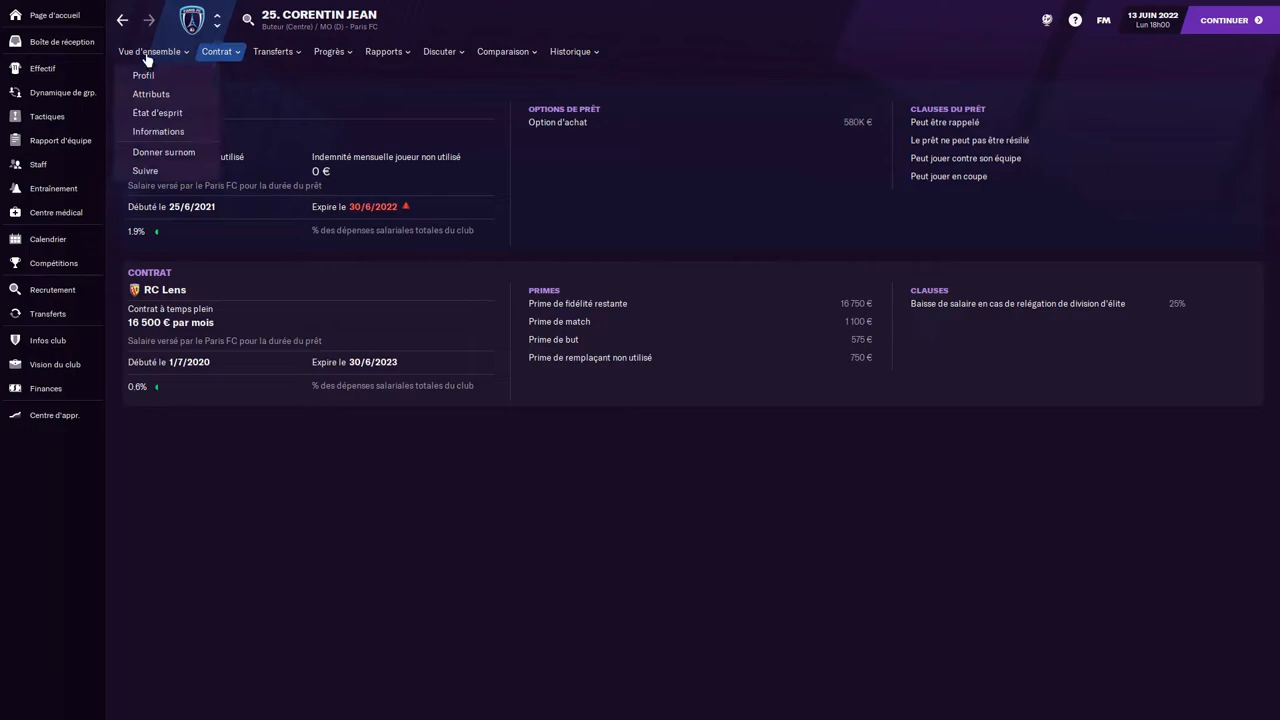 Page d'accueil
Boîte de réception
Effectif
Dynamique de grp.
Tactiques
Rapport d'équipe
Staff
Entraînement
Centre médical
Calendrier
Compétitions
Recrutement
Transferts
Infos club
Vision du club
Finances
Centre d'appr.
25. CORENTIN JEAN
Buteur (Centre) / MO (D) - Paris FC
FM
13 JUIN 2022
Lun 18h00
CONTINUER
Vue d'ensemble Contrat Transferts Progrès Rapports Discuter Comparaison Historique
Profil
Attributs
État d'esprit
Informations
Donner surnom
Suivre
utilisé
Indemnité mensuelle joueur non utilisé
0 €
Salaire versé par le Paris FC pour la durée du prêt
Débuté le 25/6/2021
Expire le 30/6/2022
1.9%
% des dépenses salariales totales du club
OPTIONS DE PRÊT
Option d'achat 580K €
CLAUSES DU PRÊT
Peut être rappelé
Le prêt ne peut pas être résilié
Peut jouer contre son équipe
Peut jouer en coupe
CONTRAT
RC Lens
Contrat à temps plein
16 500 € par mois
Salaire versé par le Paris FC pour la durée du prêt
Débuté le 1/7/2020
Expire le 30/6/2023
0.6%
% des dépenses salariales totales du club
PRIMES
Prime de fidélité restante 16 750 €
Prime de match 1 100 €
Prime de but 575 €
Prime de remplaçant non utilisé 750 €
CLAUSES
Baisse de salaire en cas de relégation de division d'élite 25%